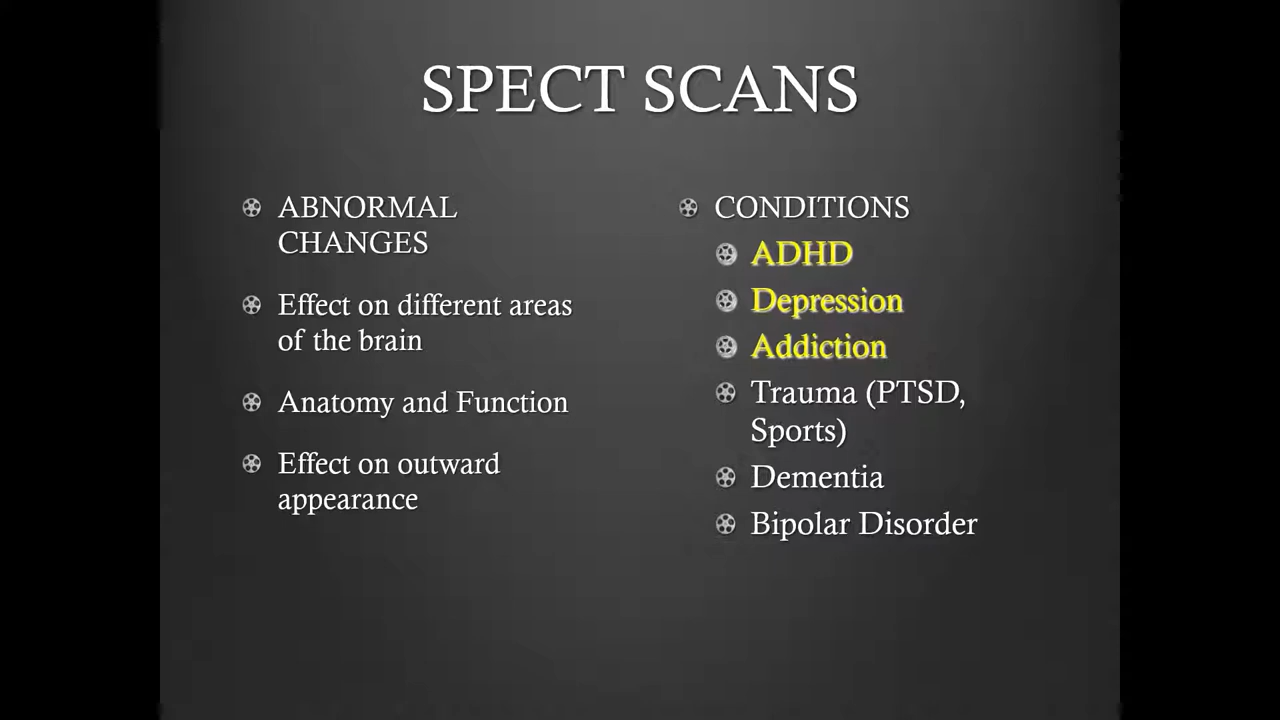 SPECT SCANS
ABNORMAL
CHANGES
Effect on different areas
of the brain
Anatomy and Function
Effect on outward
appearance
CONDITIONS
ADHD
Depression
Addiction
Trauma (PTSD,
Sports)
Dementia
Bipolar Disorder